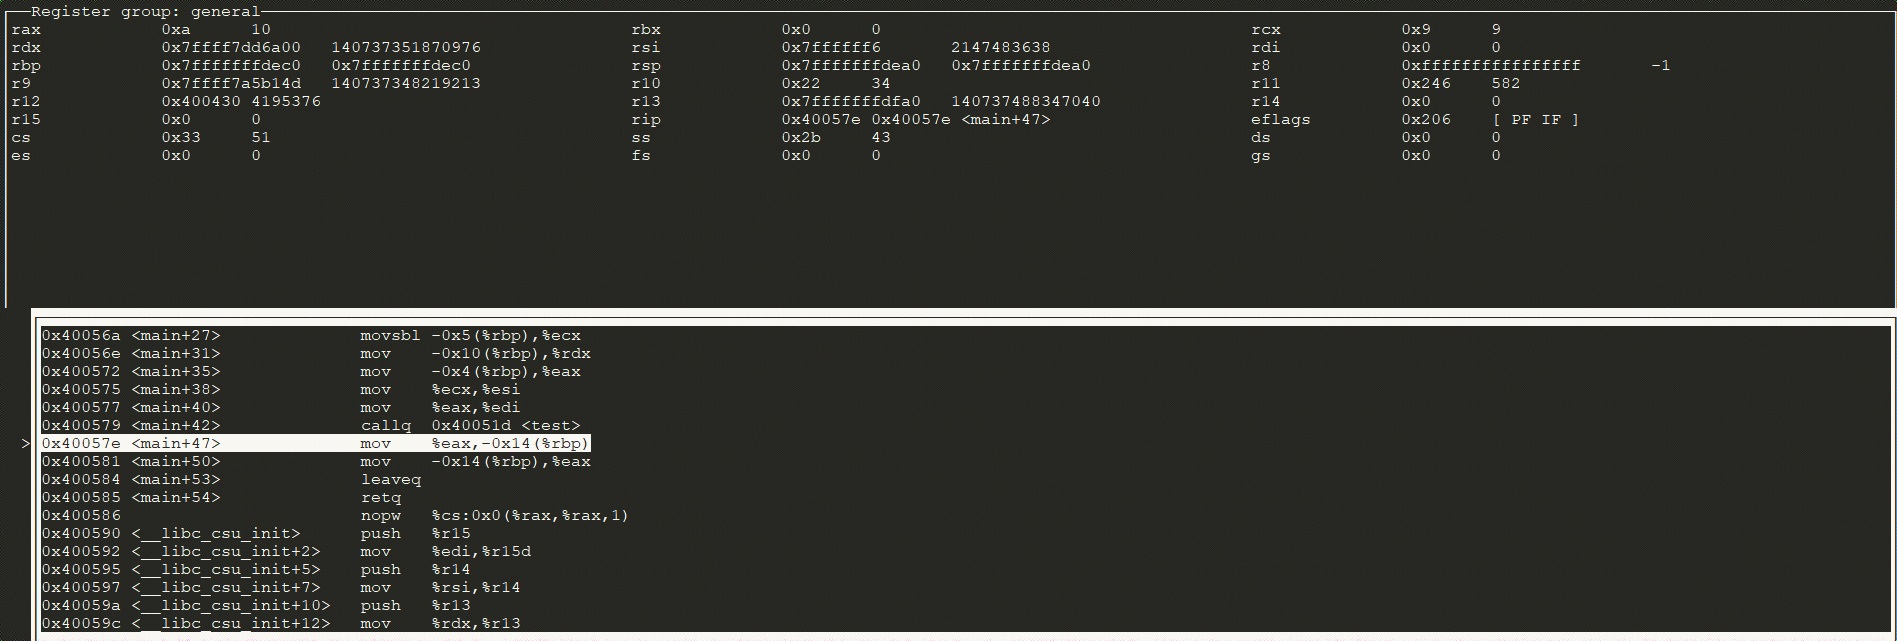 Register group: general
rax 0xa 10 rbx 0x0 0 rcx 0x9 9
rdx 0x7ffff7dd6a00 140737351870976 rsi 0x7ffffff6 2147483638 rdi 0x0 0
rbp 0x7fffffffdec0 0x7fffffffdec0 rsp 0x7fffffffdea0 0x7fffffffdea0 r8 0xffffffffffffffff -1
r9 0x7ffff7a5b14d 140737348219213 r10 0x22 34 r11 0x246 582
r12 0x400430 4195376 r13 0x7fffffffdfa0 140737488347040 r14 0x0 0
r15 0x0 0 rip 0x40057e 0x40057e <main+47> eflags 0x206 [ PF IF ]
cs 0x33 51 ss 0x2b 43 ds 0x0 0
es 0x0 0 fs 0x0 0 gs 0x0 0
0x40056a <main+27> movsbl -0x5(%rbp),%ecx
0x40056e <main+31> mov -0x10(%rbp),%rdx
0x400572 <main+35> mov -0x4(%rbp),%eax
0x400575 <main+38> mov %ecx,%esi
0x400577 <main+40> mov %eax,%edi
0x400579 <main+42> callq 0x40051d <test>
>0x40057e <main+47> mov %eax,-0x14(%rbp)
0x400581 <main+50> mov -0x14(%rbp),%eax
0x400584 <main+53> leaveq
0x400585 <main+54> retq
0x400586 nopw %cs:0x0(%rax,%rax,1)
0x400590 <__libc_csu_init> push %r15
0x400592 <__libc_csu_init+2> mov %edi,%r15d
0x400595 <__libc_csu_init+5> push %r14
0x400597 <__libc_csu_init+7> mov %rsi,%r14
0x40059a <__libc_csu_init+10> push %r13
0x40059c <__libc_csu_init+12> mov %rdx,%r13